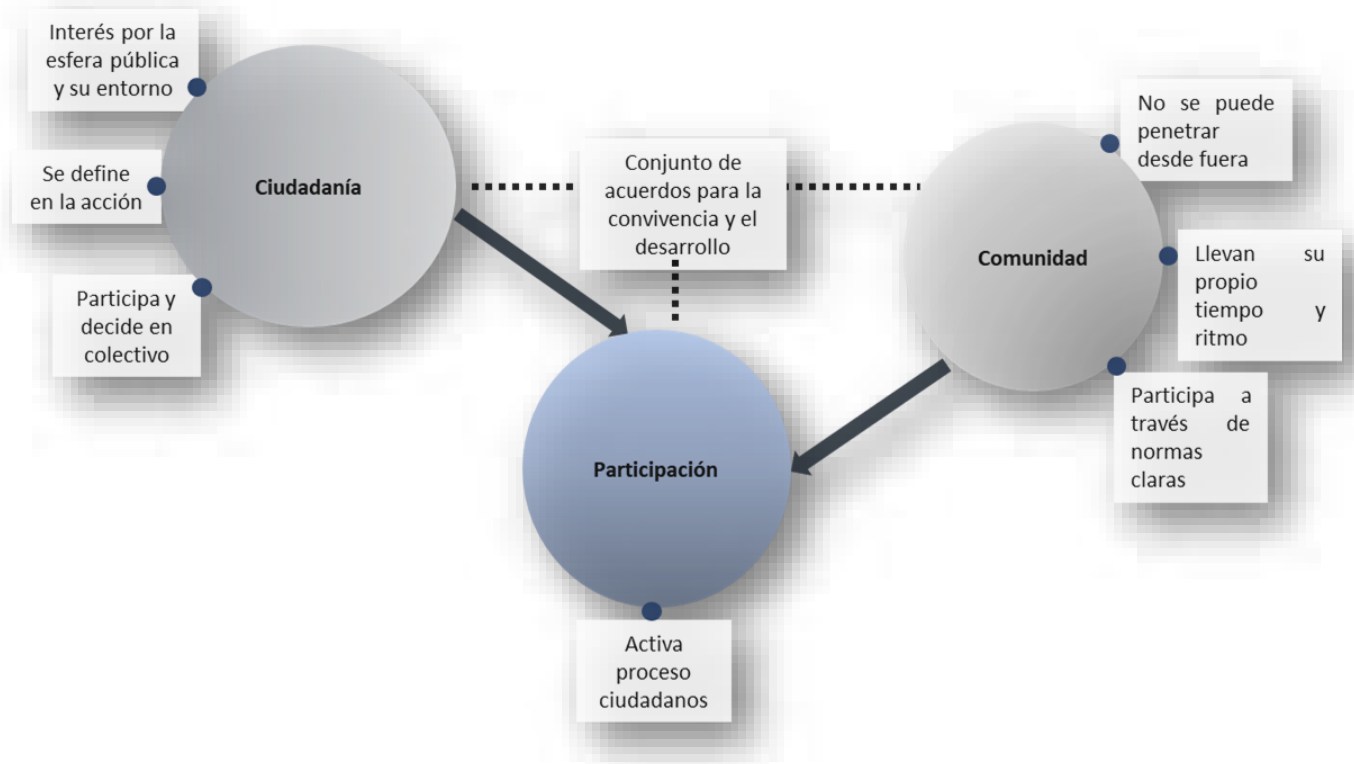 Interés por la
esfera pública
y su entorno
Se define
en la acción
Participa y
decide en
colectivo
Ciudadanía
Conjunto de
acuerdos para la
convivencia y el
desarrollo
Comunidad
No se puede
penetrar
desde fuera
Llevan su
propio
tiempo y
ritmo
Participa a
través de
normas
claras
Participación
Activa
proceso
ciudadanos